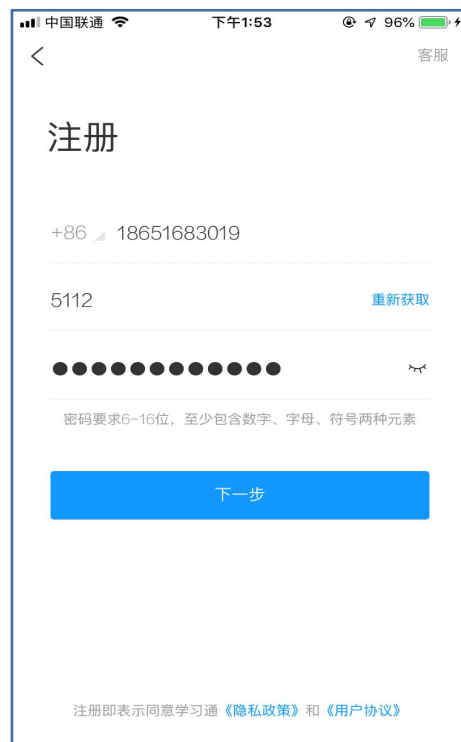 中国联通 下午1:53 96%
客服
注册
+86 18651683019
5112 重新获取
●●●●●●●●●●●●
密码要求6-16位，至少包含数字、字母、符号两种元素
下一步
注册即表示同意学习通《隐私政策》和《用户协议》